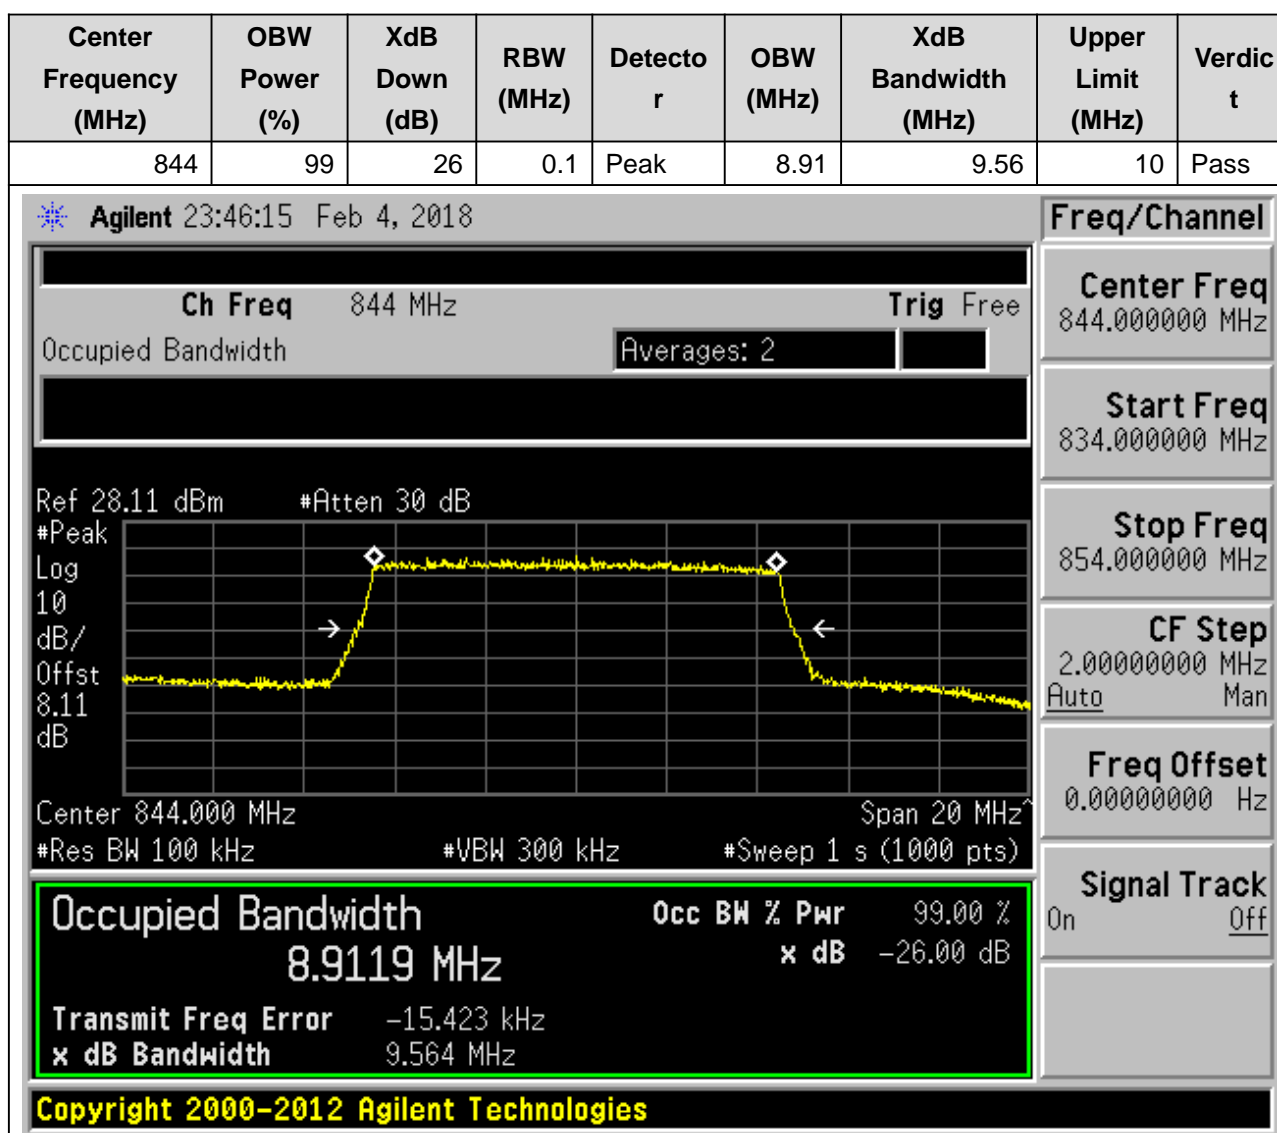 Center Frequency (MHz) OBW Power (%) XdB Down (dB) RBW (MHz) Detecto r OBW (MHz) XdB Bandwidth (MHz) Upper Limit (MHz) Verdic t
844 99 26 0.1 Peak 8.91 9.56 10 Pass
Agilent 23:46:15 Feb 4, 2018
Freq/Channel
Ch Freq 844 MHz Trig Free
Occupied Bandwidth Averages: 2
Center Freq
844.000000 MHz
Start Freq
834.000000 MHz
Stop Freq
854.000000 MHz
CF Step
2.00000000 MHz
Auto Man
Freq Offset
0.00000000 Hz
Signal Track
On Off
Ref 28.11 dBm #Atten 30 dB
#Peak
Log
10
dB/
Offst
8.11
dB
Center 844.000 MHz Span 20 MHz^
#Res BW 100 kHz #VBW 300 kHz #Sweep 1 s (1000 pts)
Occupied Bandwidth Occ BW % Pwr 99.00 %
8.9119 MHz x dB -26.00 dB
Transmit Freq Error -15.423 kHz
x dB Bandwidth 9.564 MHz
Copyright 2000-2012 Agilent Technologies